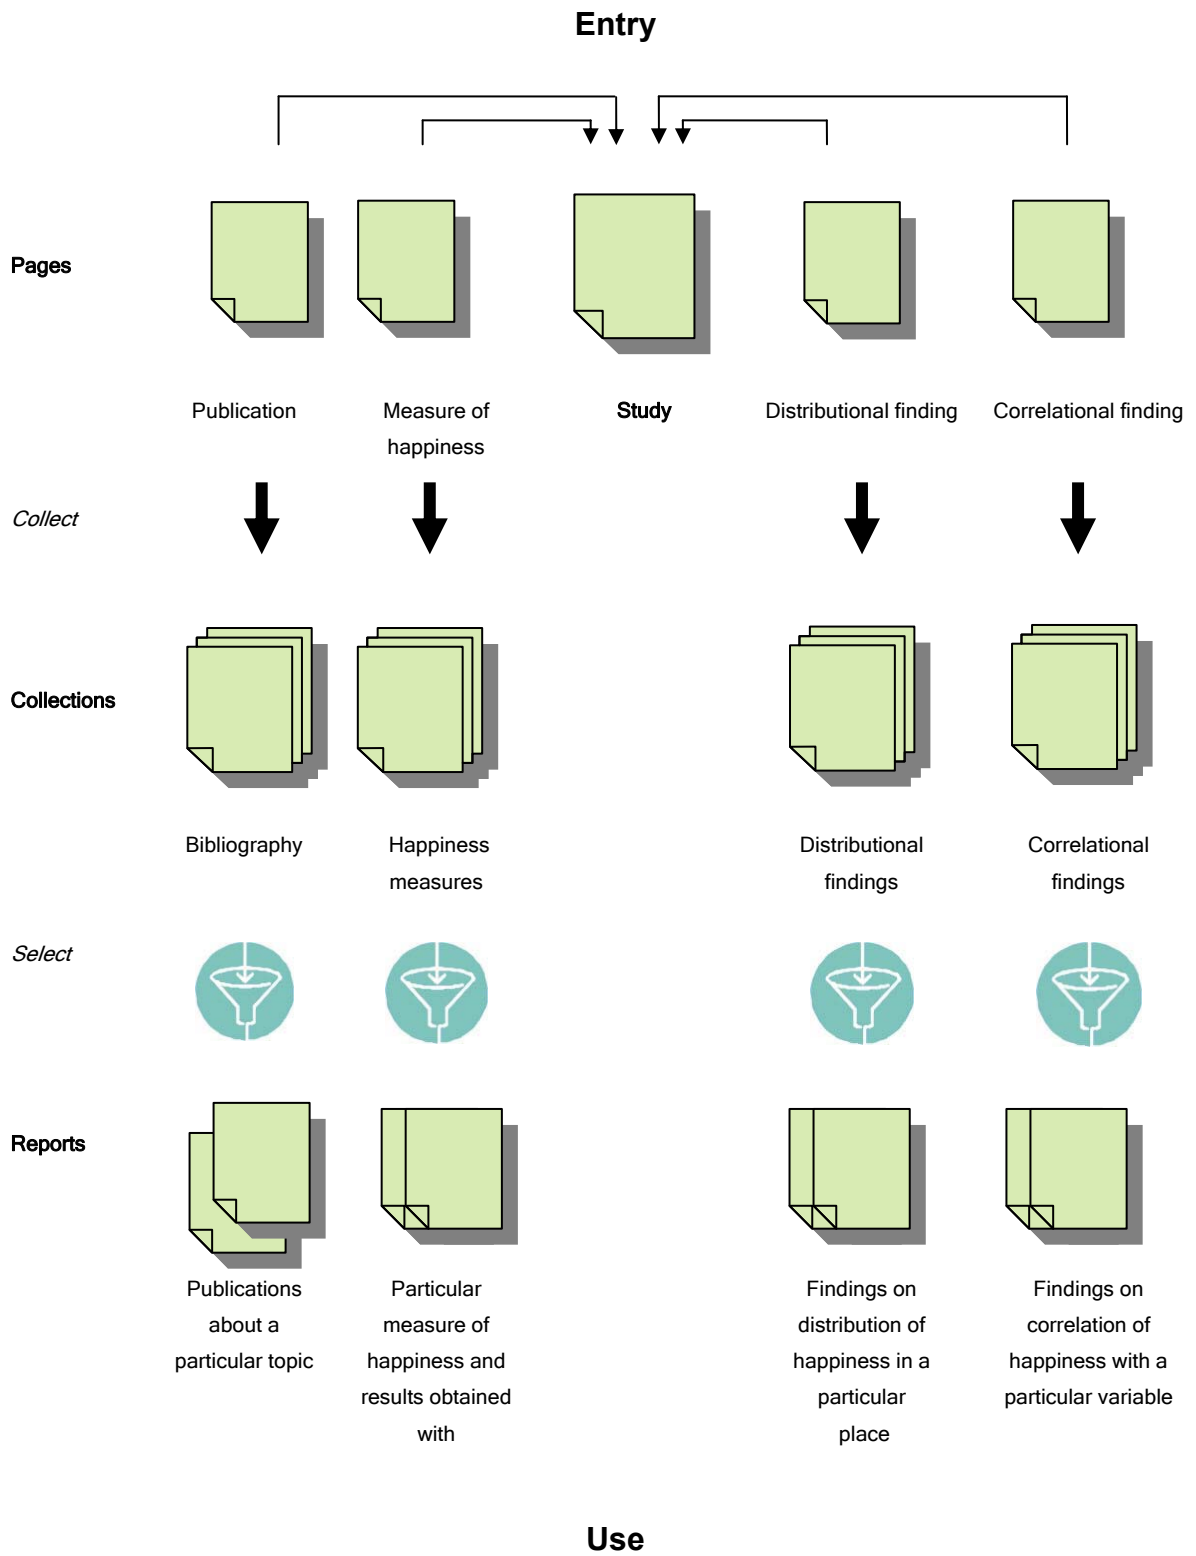 Entry
Pages
Publication
Measure of
happiness
Study
Distributional finding
Correlational finding
Collect
Collections
Bibliography
Happiness
measures
Distributional
findings
Correlational
findings
Select
Reports
Publications
about a
particular topic
Particular
measure of
happiness and
results obtained
with
Findings on
distribution of
happiness in a
particular
place
Findings on
correlation of
happiness with a
particular variable
Use